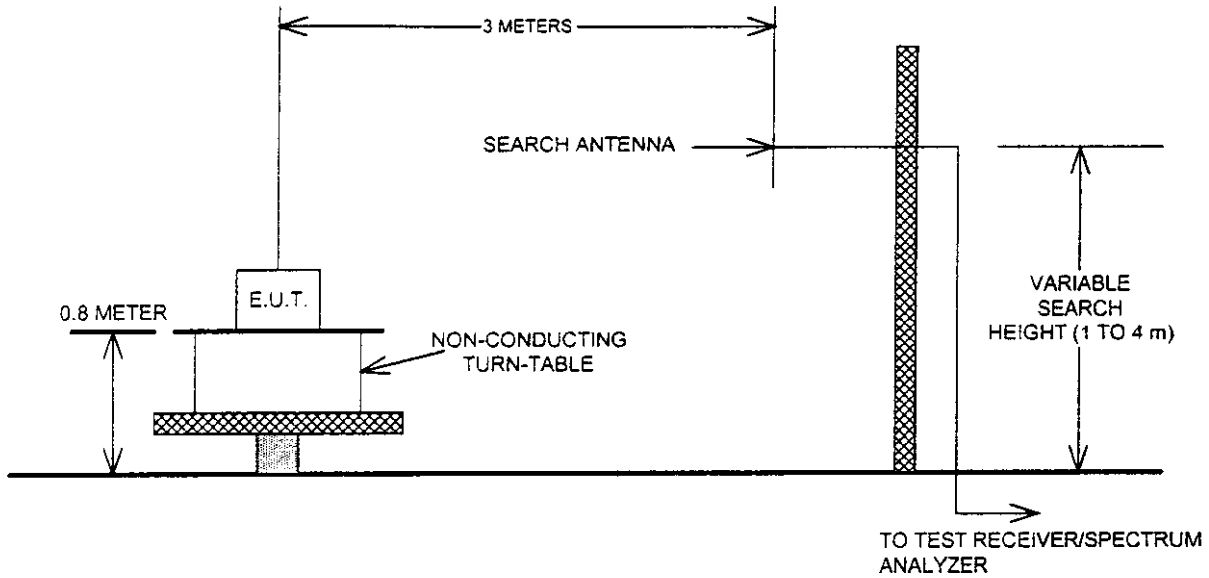 3 METERS
SEARCH ANTENNA
E.U.T.
0.8 METER
NON-CONDUCTING
TURN-TABLE
VARIABLE
SEARCH
HEIGHT (1 TO 4 m)
TO TEST RECEIVER/SPECTRUM
ANALYZER